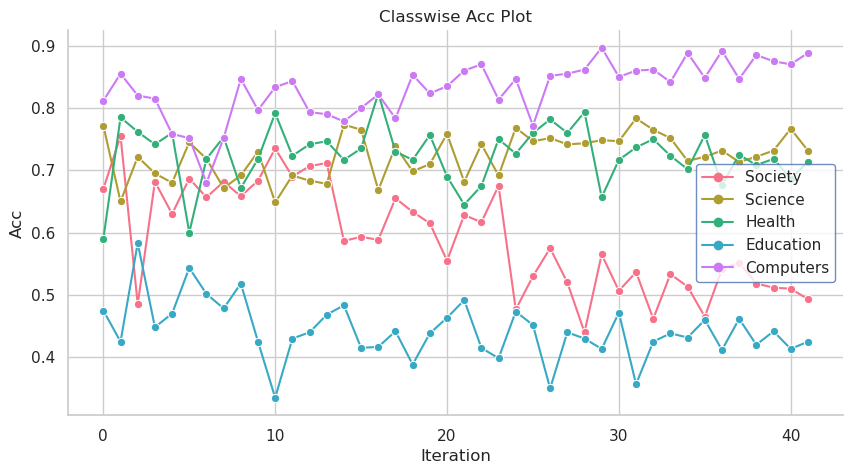 Classwise Acc Plot
0.9
0.8
0.7
0.6
0.5
0.4
Acc
0
10
20
30
40
Iteration
Society
Science
Health
Education
Computers